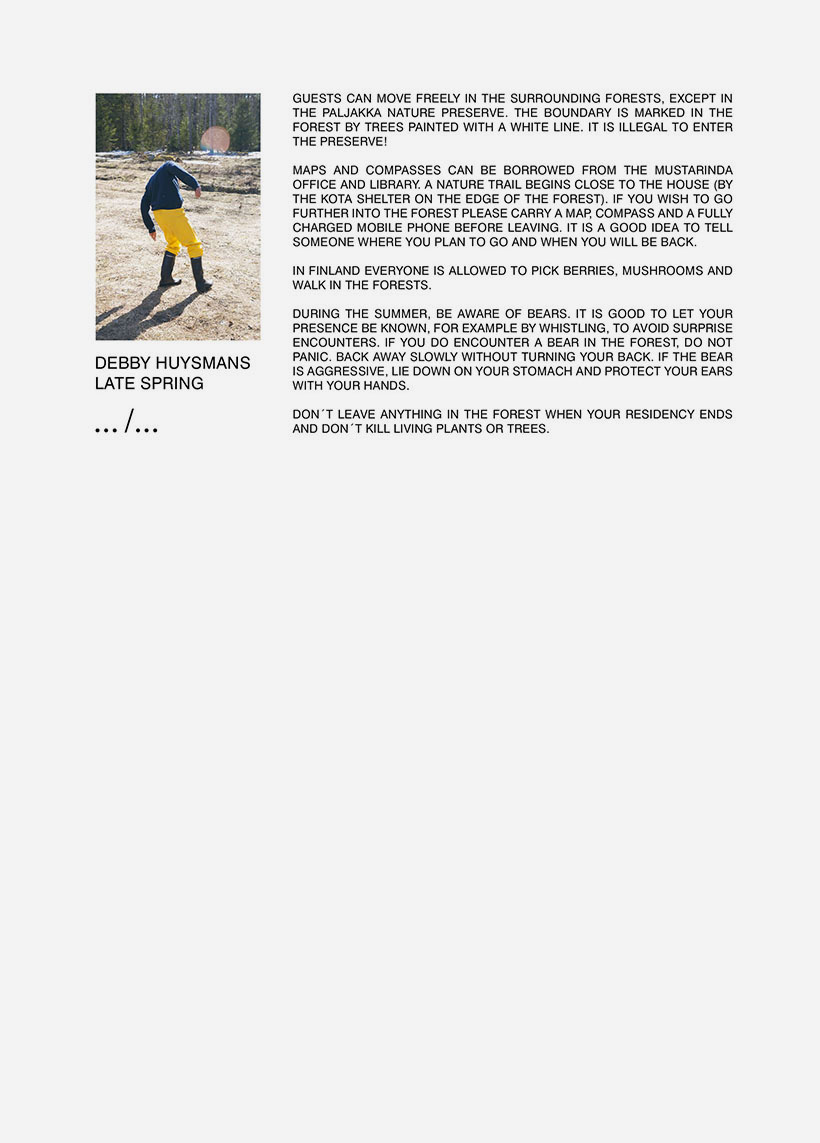 GUESTS CAN MOVE FREELY IN THE SURROUNDING FORESTS, EXCEPT IN
THE PALJAKKA NATURE PRESERVE. THE BOUNDARY IS MARKED IN THE
FOREST BY TREES PAINTED WITH A WHITE LINE. IT IS ILLEGAL TO ENTER
THE PRESERVE!
MAPS AND COMPASSES CAN BE BORROWED FROM THE MUSTARINDA
OFFICE AND LIBRARY. A NATURE TRAIL BEGINS CLOSE TO THE HOUSE (BY
THE KOTA SHELTER ON THE EDGE OF THE FOREST). IF YOU WISH TO GO
FURTHER INTO THE FOREST PLEASE CARRY A MAP, COMPASS AND A FULLY
CHARGED MOBILE PHONE BEFORE LEAVING. IT IS A GOOD IDEA TO TELL
SOMEONE WHERE YOU PLAN TO GO AND WHEN YOU WILL BE BACK.
IN FINLAND EVERYONE IS ALLOWED TO PICK BERRIES, MUSHROOMS AND
WALK IN THE FORESTS.
DURING THE SUMMER, BE AWARE OF BEARS. IT IS GOOD TO LET YOUR
PRESENCE BE KNOWN, FOR EXAMPLE BY WHISTLING, TO AVOID SURPRISE
ENCOUNTERS. IF YOU DO ENCOUNTER A BEAR IN THE FOREST, DO NOT
PANIC. BACK AWAY SLOWLY WITHOUT TURNING YOUR BACK. IF THE BEAR
IS AGGRESSIVE, LIE DOWN ON YOUR STOMACH AND PROTECT YOUR EARS
WITH YOUR HANDS.
DON´T LEAVE ANYTHING IN THE FOREST WHEN YOUR RESIDENCY ENDS
AND DON´T KILL LIVING PLANTS OR TREES.
DEBBY HUYSMANS
LATE SPRING
... /...